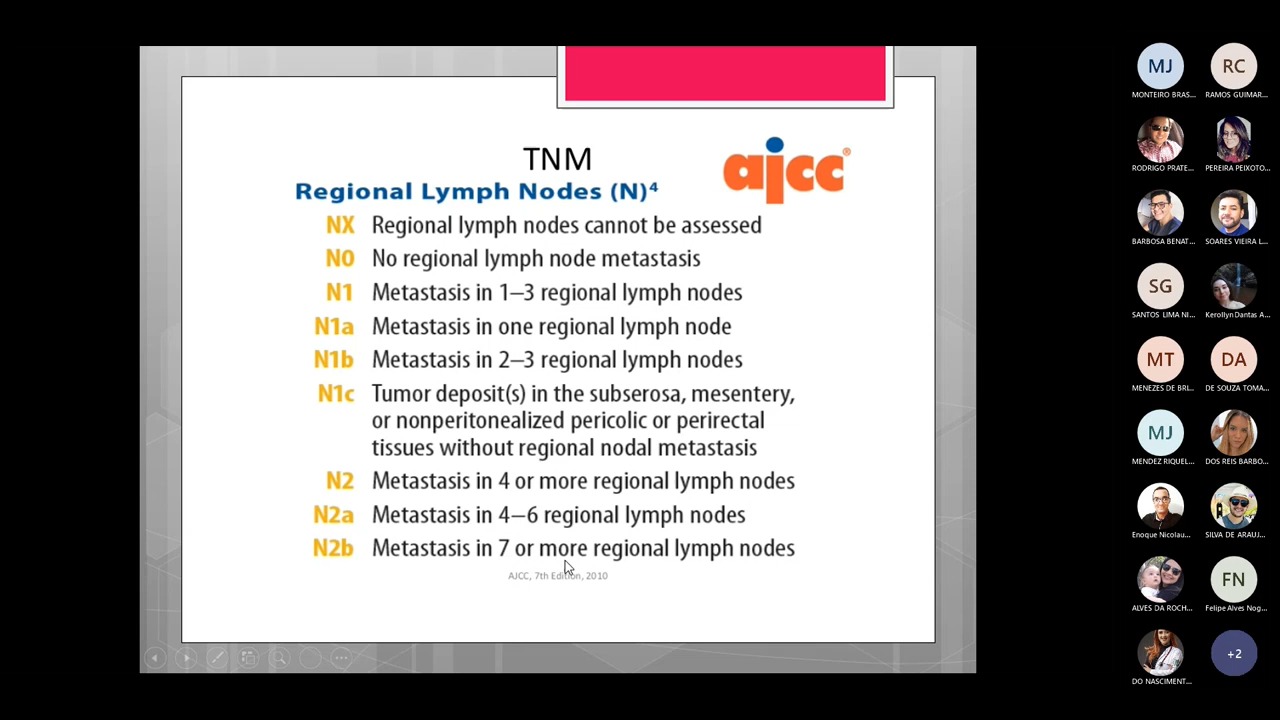 TNM
ajcc®
Regional Lymph Nodes (N)⁴
NX Regional lymph nodes cannot be assessed
N0 No regional lymph node metastasis
N1 Metastasis in 1–3 regional lymph nodes
N1a Metastasis in one regional lymph node
N1b Metastasis in 2–3 regional lymph nodes
N1c Tumor deposit(s) in the subserosa, mesentery,
or nonperitonealized pericolic or perirectal
tissues without regional nodal metastasis
N2 Metastasis in 4 or more regional lymph nodes
N2a Metastasis in 4–6 regional lymph nodes
N2b Metastasis in 7 or more regional lymph nodes
AJCC, 7th Edition, 2010
MJ
MONTEIRO BRAS...
RC
RAMOS GUIMAR...
RODRIGO PRATE...
PEREIRA PEIXOTO...
BARBOSA BENAT...
SOARES VIEIRA L...
SG
SANTOS LIMA NI...
Kerollyn Dantas A...
MT
MENEZES DE BRI...
DA
DE SOUZA TOMA...
MJ
MENDEZ RIQUEL...
DOS REIS BARBO...
Enoque Nicolau...
SILVA DE ARAUJ...
ALVES DA ROCH...
FN
Felipe Alves Nog...
DO NASCIMENT...
+2